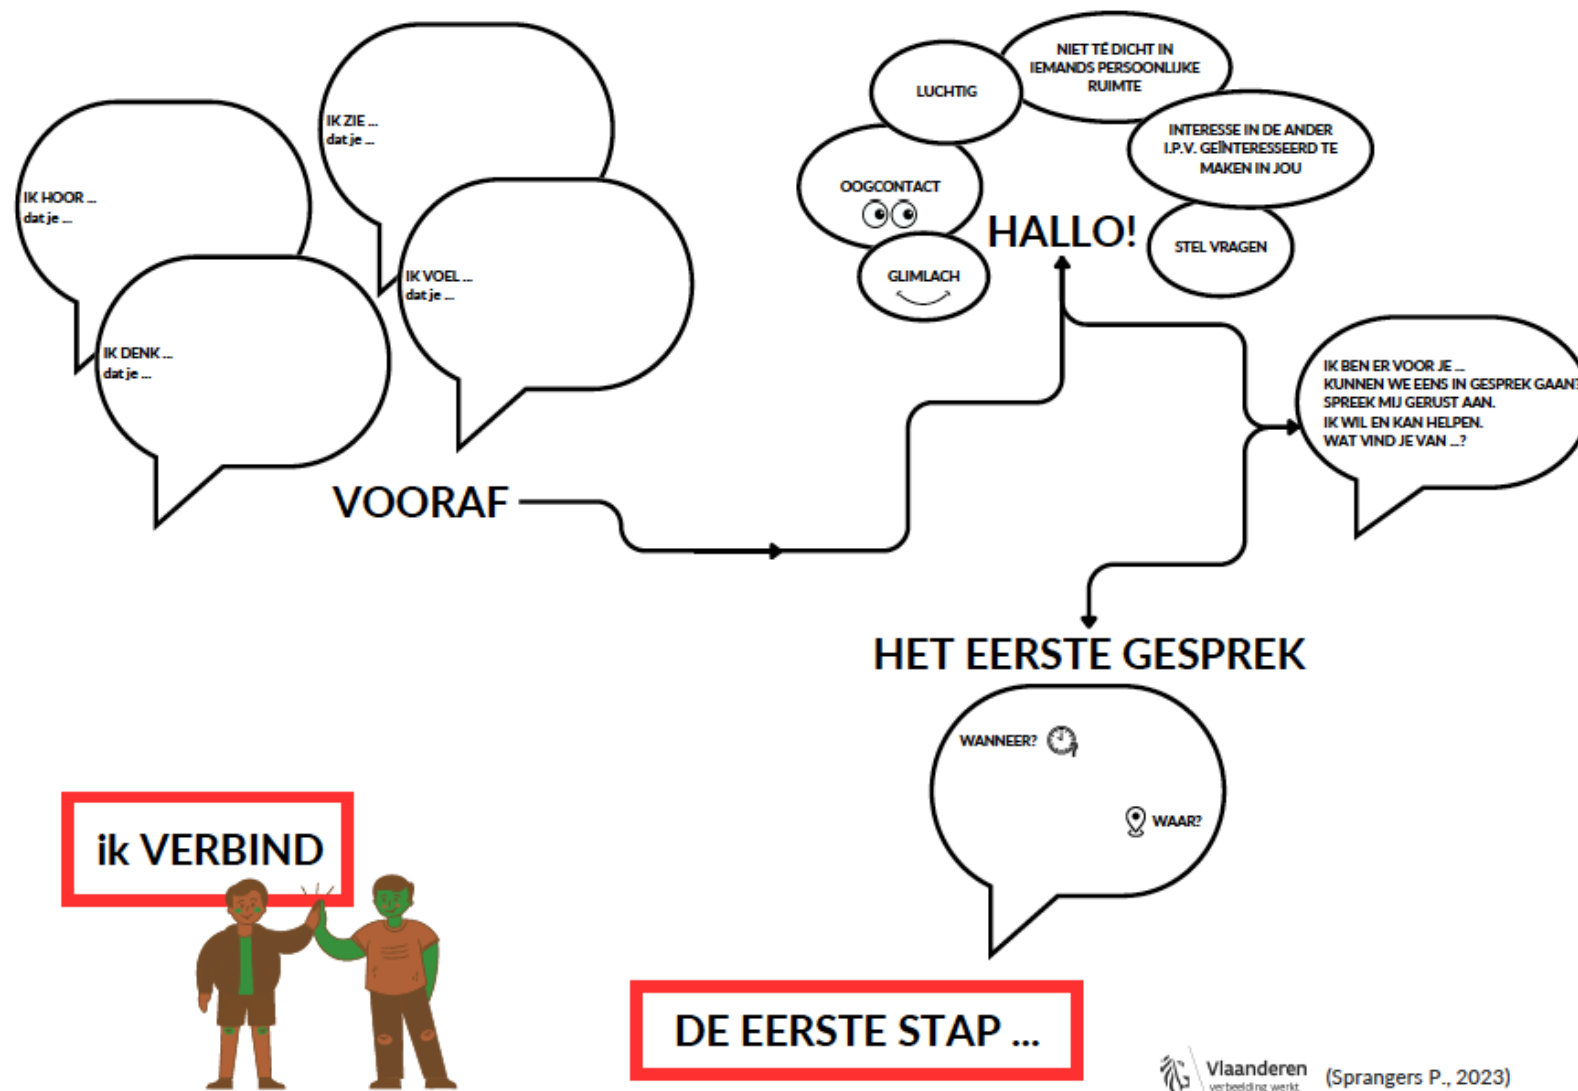 IK ZIE ...
dat je ...
IK HOOR ...
dat je ...
IK VOEL ...
dat je ...
IK DENK ...
dat je ...
VOORAF
NIET TÉ DICHT IN
IEMANDS PERSOONLIJKE
RUIMTE
LUCHTIG
INTERESSE IN DE ANDER
I.P.V. GEÏNTERESSEERD TE
MAKEN IN JOU
OOGCONTACT
HALLO!
STEL VRAGEN
GLIMLACH
IK BEN ER VOOR JE ...
KUNNEN WE EENS IN GESPREK GAAN?
SPREEK MIJ GERUST AAN.
IK WIL EN KAN HELPEN.
WAT VIND JE VAN ...?
HET EERSTE GESPREK
WANNEER?
WAAR?
ik VERBIND
DE EERSTE STAP ...
Vlaanderen
verbeelding werkt
(Sprangers P., 2023)